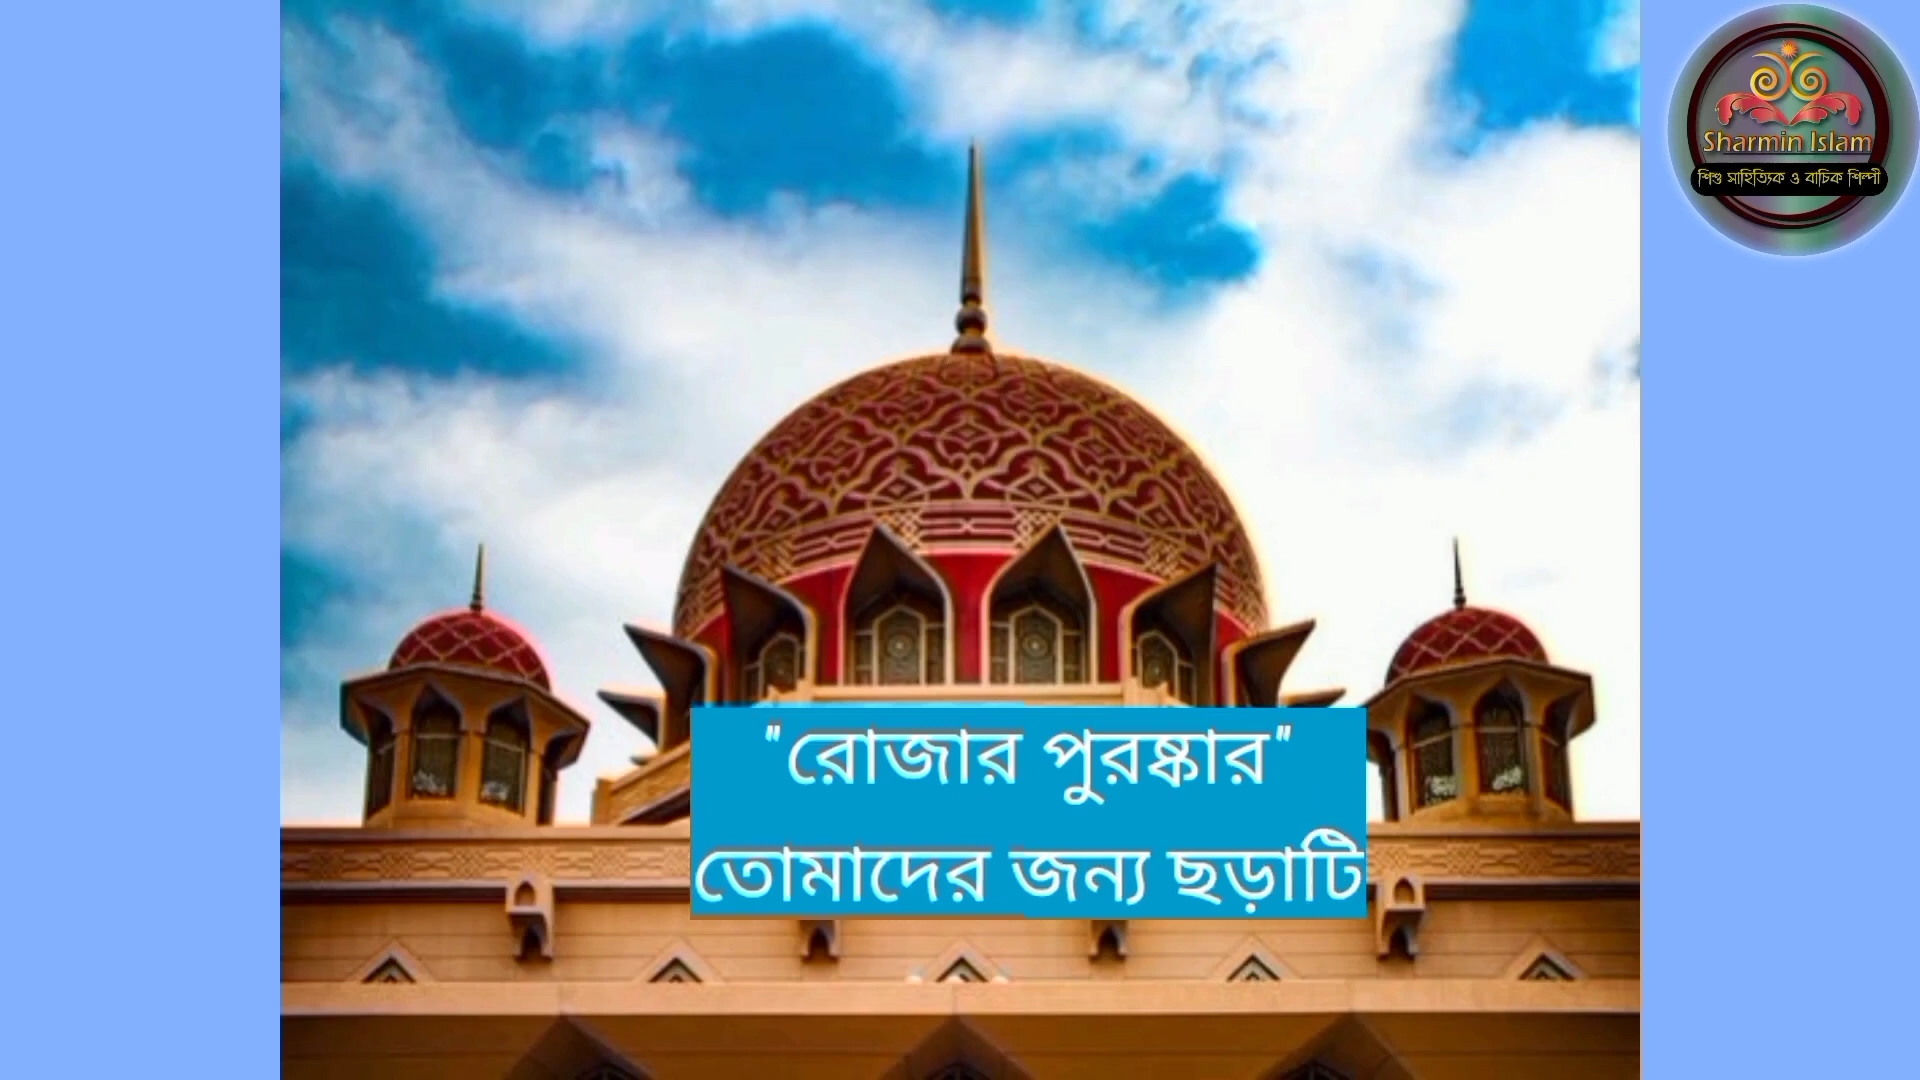 Sharmin Islam
শিশু সাহিত্যিক ও বাচিক শিল্পী
"রোজার পুরষ্কার"
তোমাদের জন্য ছড়াটি